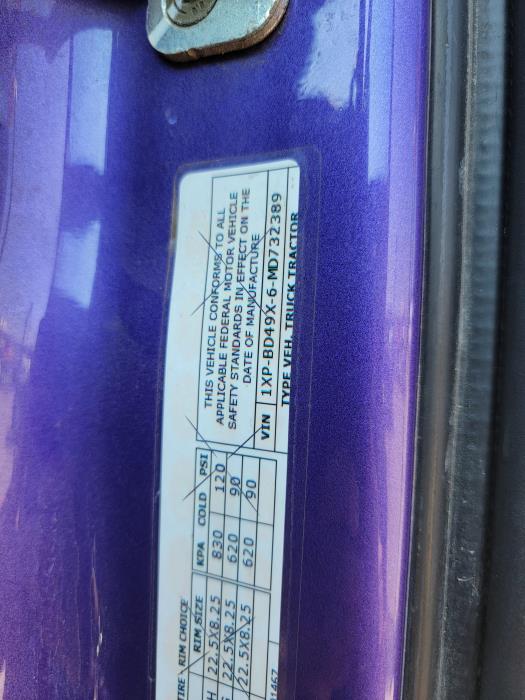 TIRE / RIM CHOICE
RIM SIZE KPA COLD PSI
H 22.5X8.25 830 120
22.5X8.25 620 90
22.5X8.25 620 90
THIS VEHICLE CONFORMS TO ALL
APPLICABLE FEDERAL MOTOR VEHICLE
SAFETY STANDARDS IN EFFECT ON THE
DATE OF MANUFACTURE
VIN 1XP-BD49X-6-MD732389
TYPE VEH. TRUCK TRACTOR